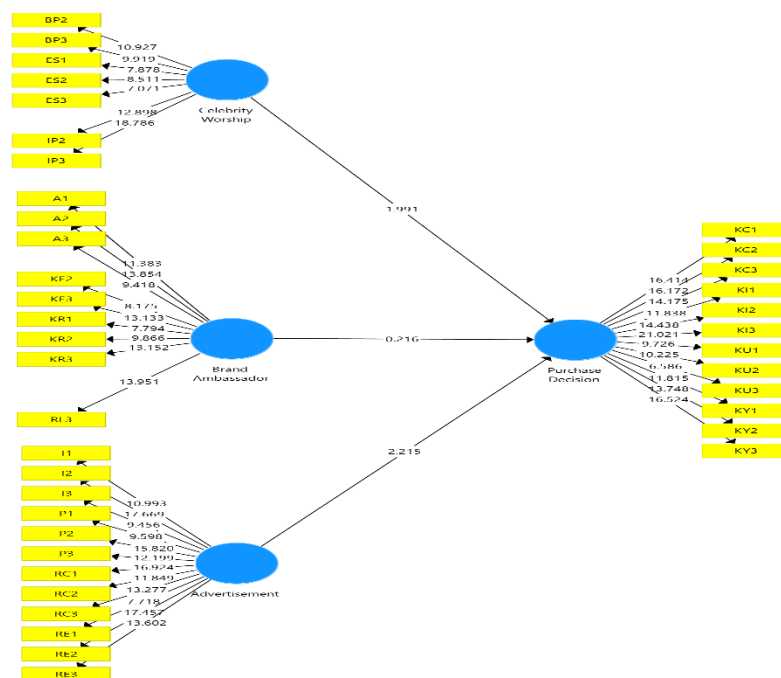 BP2
BP3
ES1
ES2
ES3
IP2
IP3
10.927
9.919
7.878
8.511
7.071
12.898
18.786
Celebrity
Worship
1.991
A1
A2
A3
KF2
KF3
KR1
KR2
KR3
RL3
11.383
13.854
9.418
8.175
13.133
7.794
9.866
13.152
13.951
Brand
Ambassador
0.216
I1
I2
I3
P1
P2
P3
RC1
RC2
RC3
RE1
RE2
RE3
10.993
17.669
9.456
9.598
15.820
12.199
16.924
11.849
13.277
7.718
17.457
13.602
Advertisement
2.215
Purchase
Decision
16.414
16.172
14.175
11.838
14.438
21.021
9.726
10.225
6.586
11.815
13.748
16.524
KC1
KC2
KC3
KI1
KI2
KI3
KU1
KU2
KU3
KY1
KY2
KY3